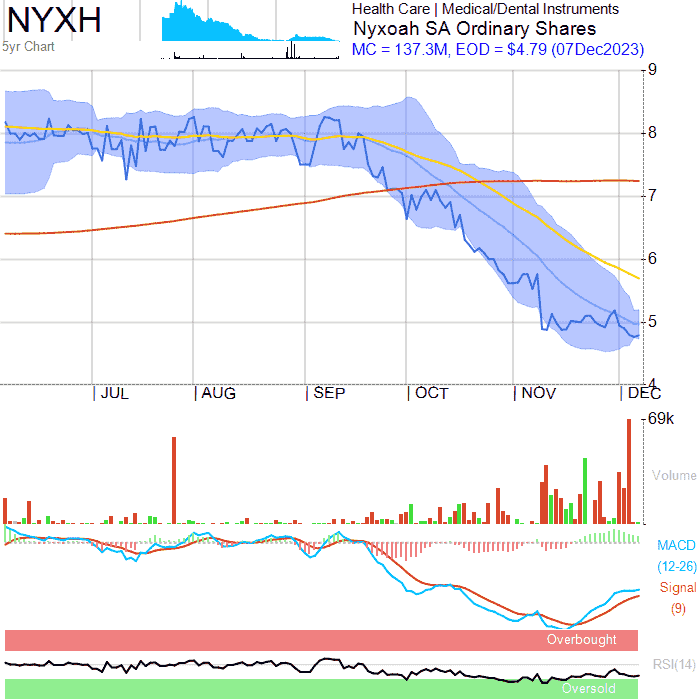 NYXH
5yr Chart
Health Care | Medical/Dental Instruments
Nyxoah SA Ordinary Shares
MC = 137.3M, EOD = $4.79 (07Dec2023)
9
8
7
6
5
4
JUL AUG SEP OCT NOV DEC
69k
Volume
MACD
(12-26)
Signal
(9)
Overbought
RSI(14)
Oversold